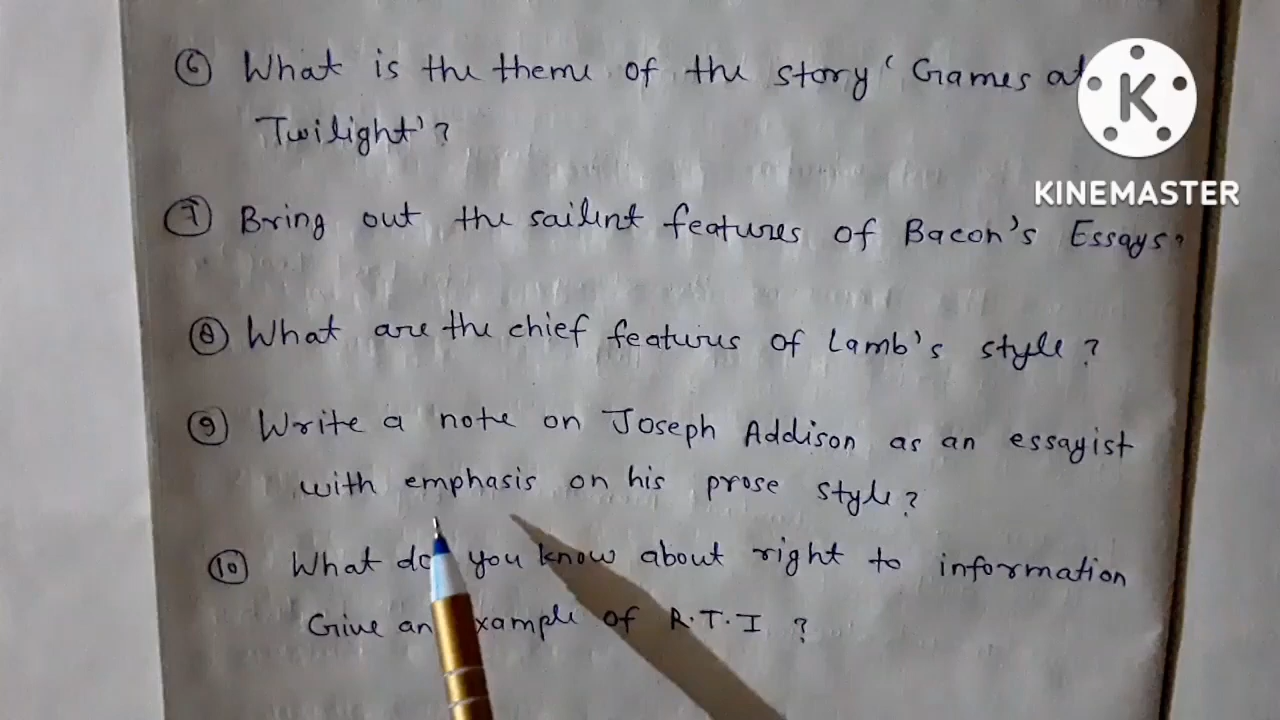 ⑥ What is the theme of the story 'Games at
Twilight'?
K
KINEMASTER
⑦ Bring out the sailent features of Bacon's Essays.
⑧ What are the chief features of Lamb's style?
⑨ Write a note on Joseph Addison as an essayist
with emphasis on his prose style?
⑩ What do you know about right to information
Give an example of R.T.I ?